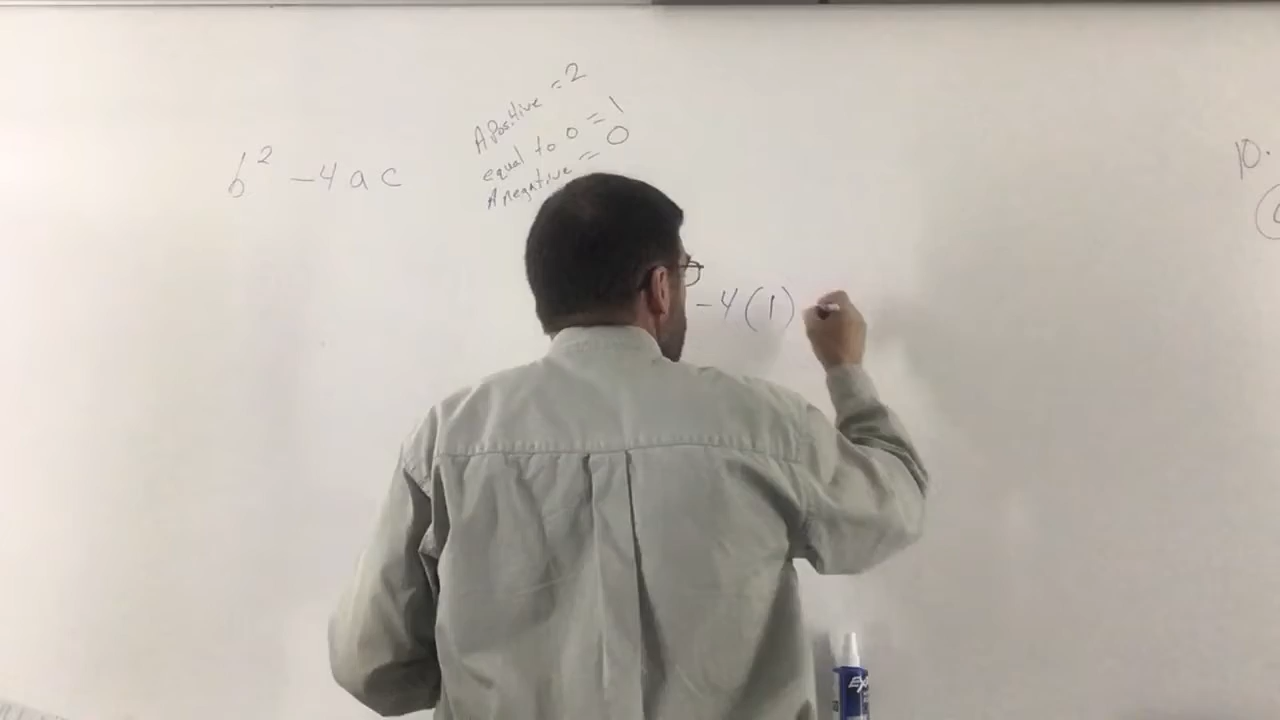 A Positive = 2
equal to 0 = 1
A negative = 0
b² - 4ac
10.
-4(1)